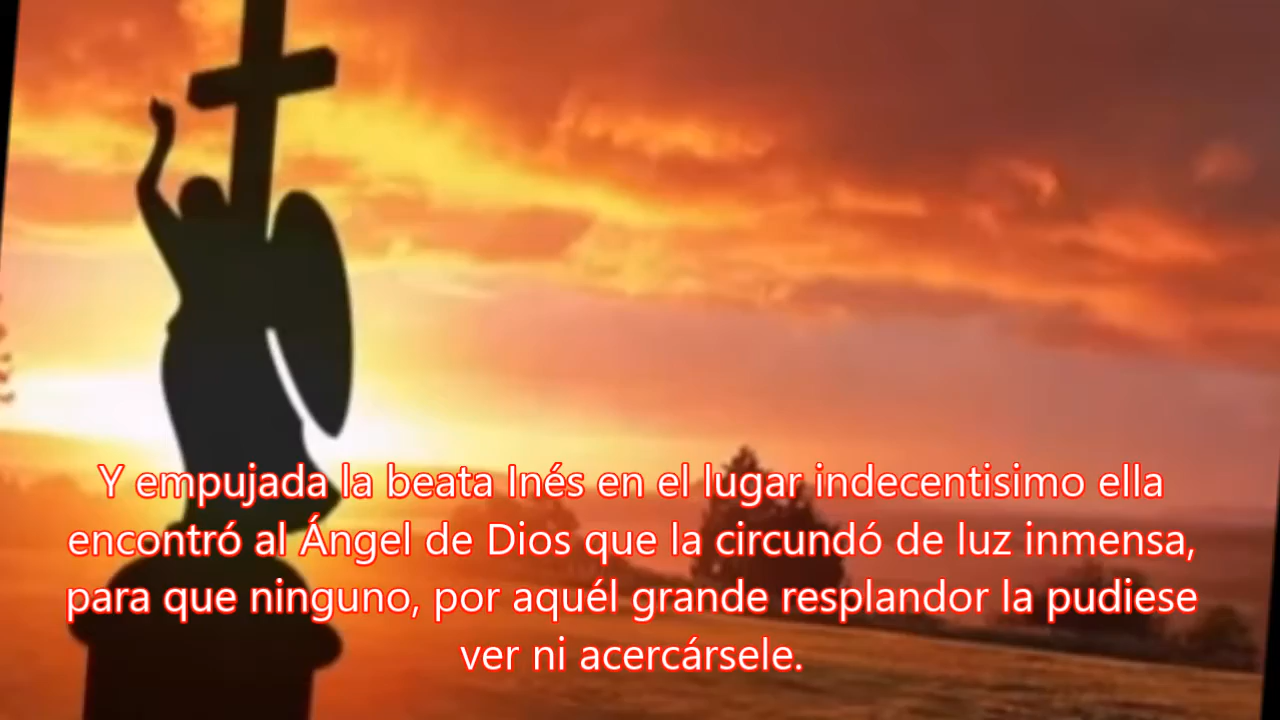 Y empujada la beata Inés en el lugar indecentisimo ella
encontró al Ángel de Dios que la circundó de luz inmensa,
para que ninguno, por aquél grande resplandor la pudiese
ver ni acercársele.